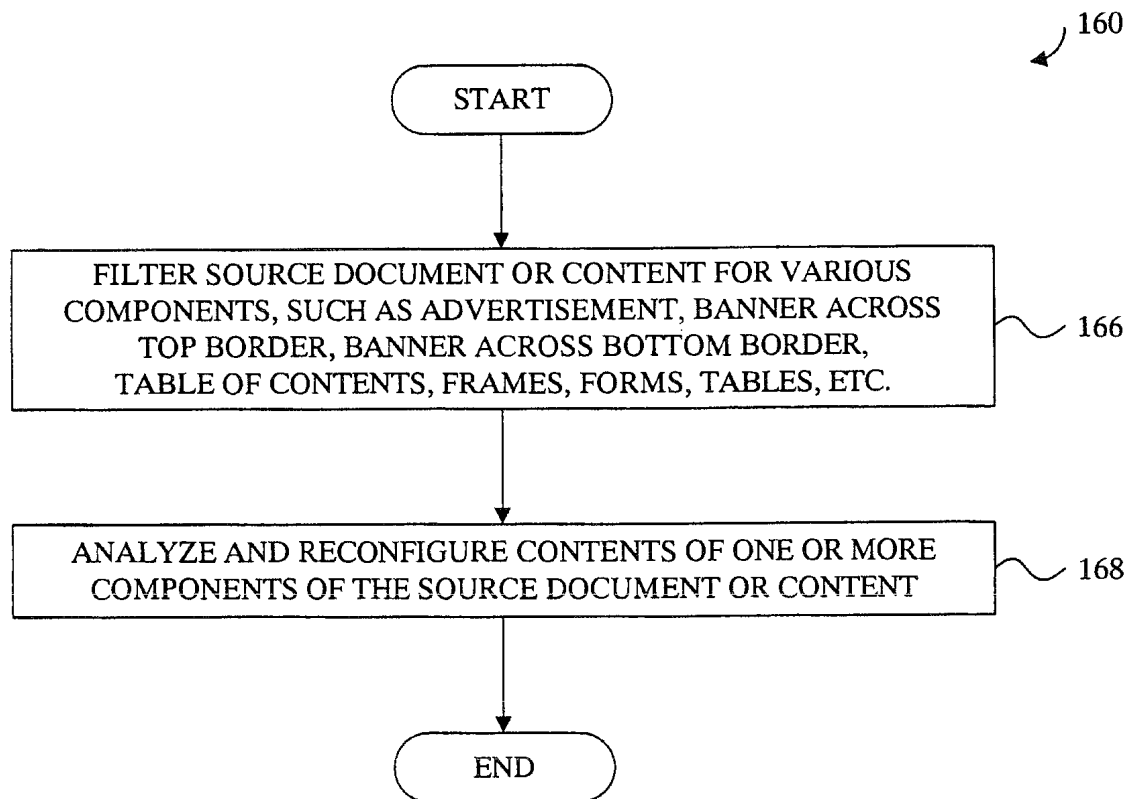 160
START
FILTER SOURCE DOCUMENT OR CONTENT FOR VARIOUS
COMPONENTS, SUCH AS ADVERTISEMENT, BANNER ACROSS
TOP BORDER, BANNER ACROSS BOTTOM BORDER,
TABLE OF CONTENTS, FRAMES, FORMS, TABLES, ETC.
166
ANALYZE AND RECONFIGURE CONTENTS OF ONE OR MORE
COMPONENTS OF THE SOURCE DOCUMENT OR CONTENT
168
END